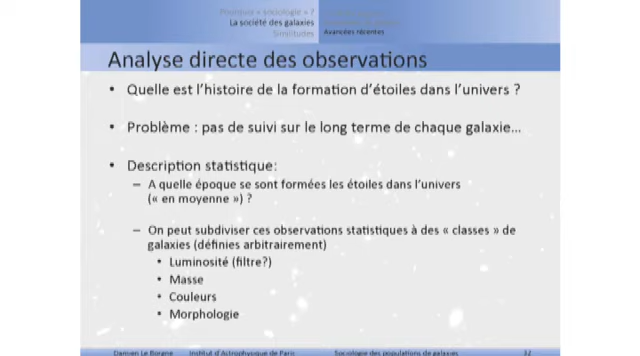 Pourquoi « sociologie » ?
La société des galaxies
Similitudes
Avancées récentes
Analyse directe des observations
• Quelle est l'histoire de la formation d'étoiles dans l'univers ?
• Problème : pas de suivi sur le long terme de chaque galaxie...
• Description statistique:
– A quelle époque se sont formées les étoiles dans l'univers
(« en moyenne ») ?
– On peut subdiviser ces observations statistiques à des « classes » de
galaxies (définies arbitrairement)
• Luminosité (filtre?)
• Masse
• Couleurs
• Morphologie
Damien Le Borgne Institut d'Astrophysique de Paris Sociologie des populations de galaxies 32